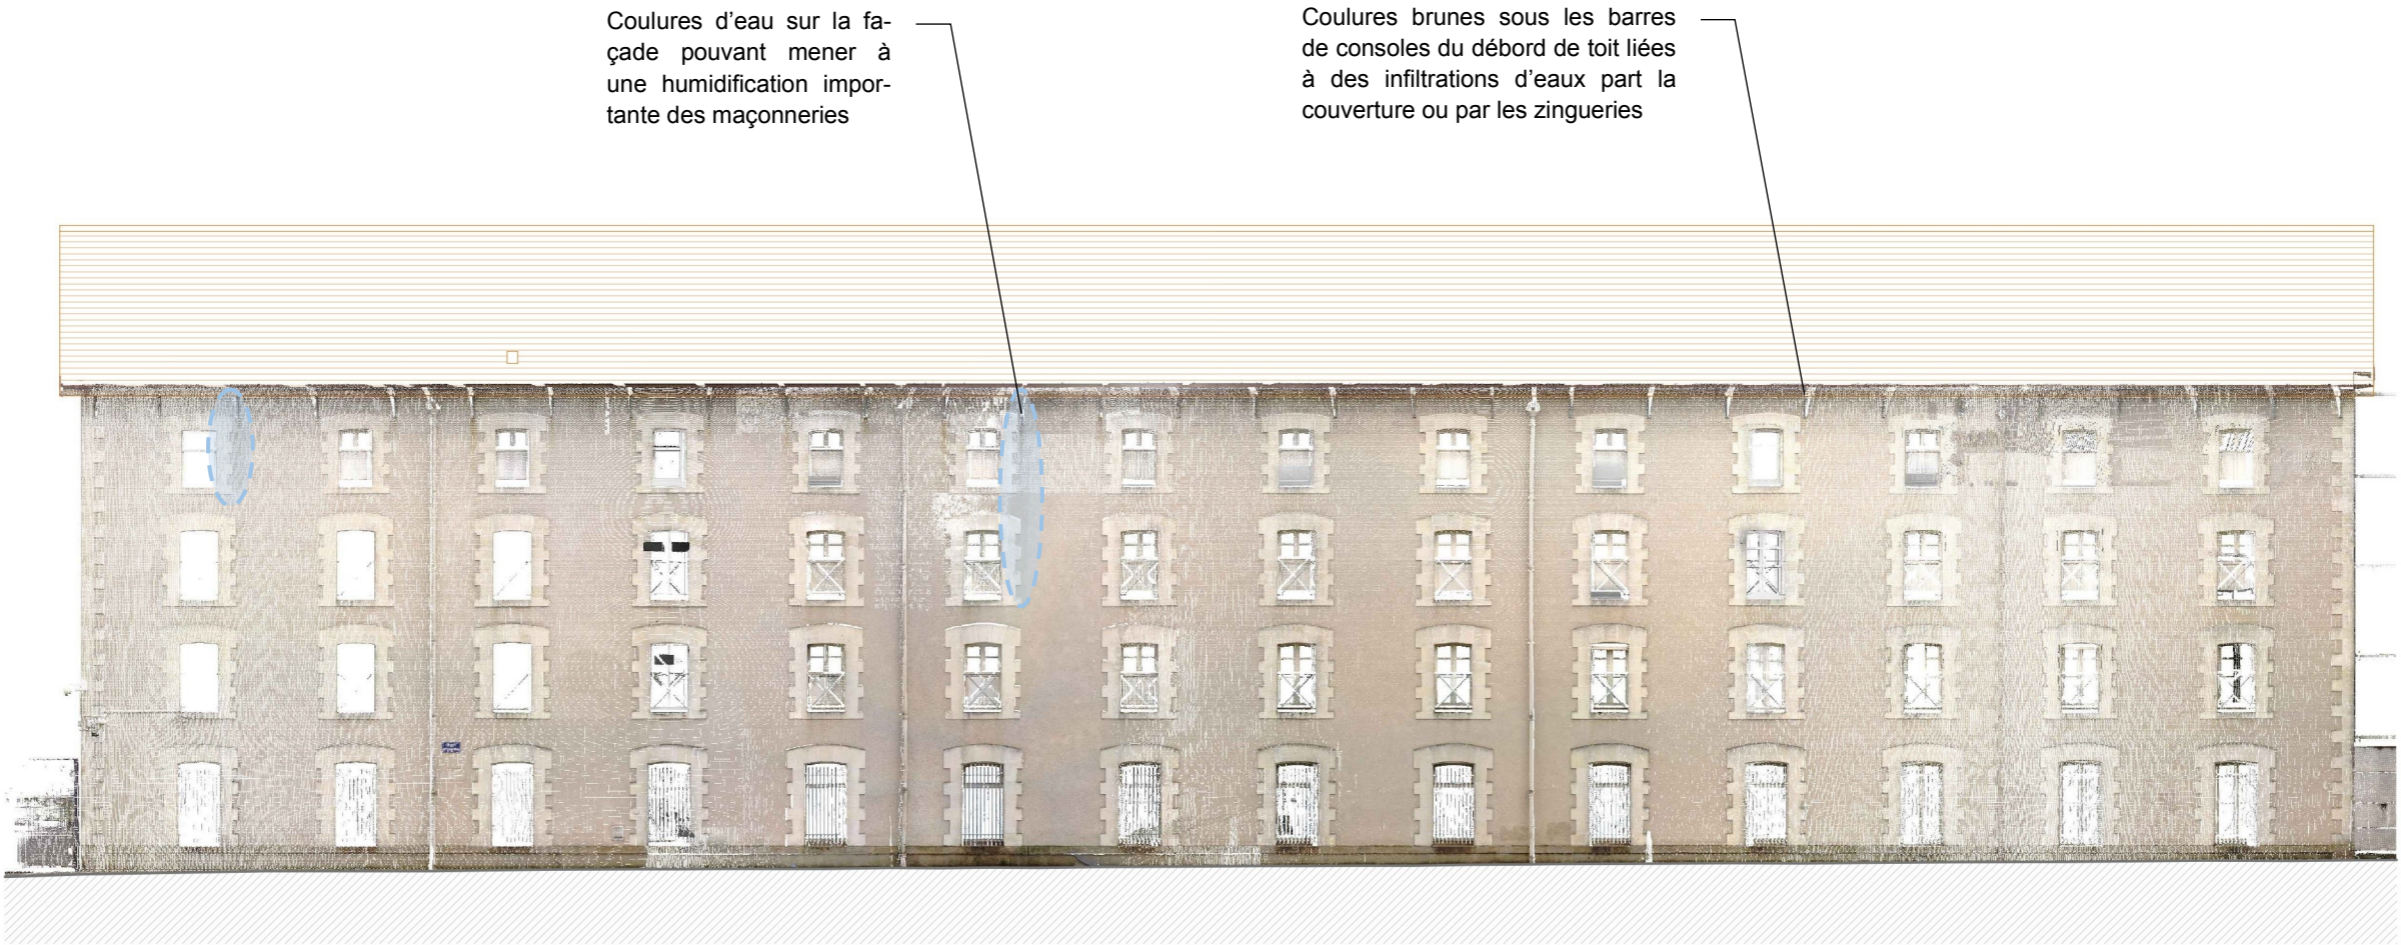 Coulures d'eau sur la fa-
çade pouvant mener à
une humidification impor-
tante des maçonneries
Coulures brunes sous les barres
de consoles du débord de toit liées
à des infiltrations d'eaux part la
couverture ou par les zingueries